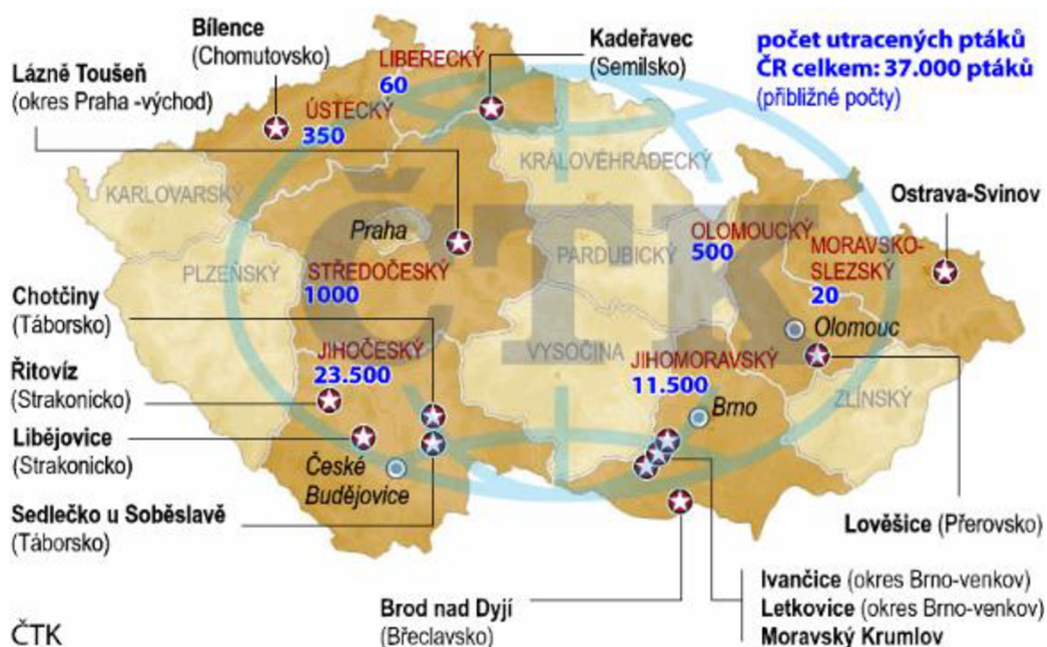 Bílence
(Chomutovsko)
Lázně Toušeň
(okres Praha -východ)
LIBERECKÝ
60
Kadeřavec
(Semilsko)
počet utracených ptáků
ČR celkem: 37.000 ptáků
(přibližné počty)
ÚSTECKÝ
350
KARLOVARSKÝ
KRÁLOVÉHRADECKÝ
Ostrava-Svinov
Praha
ČTK
PLZEŇSKÝ
STŘEDOČESKÝ
1000
PARDUBICKÝ
OLOMOUCKÝ
500
MORAVSKO-
SLEZSKÝ
20
Olomouc
Chotčiny
(Táborsko)
Řitovíz
(Strakonicko)
Libějovice
(Strakonicko)
Sedlečko u Soběslavě
(Táborsko)
JIHOČESKÝ
23.500
České
Budějovice
VYSOČINA
JIHOMORAVSKÝ
11.500
Brno
ZLÍNSKÝ
Lověšice (Přerovsko)
Brod nad Dyjí
(Břeclavsko)
Ivančice (okres Brno-venkov)
Letkovice (okres Brno-venkov)
Moravský Krumlov
ČTK